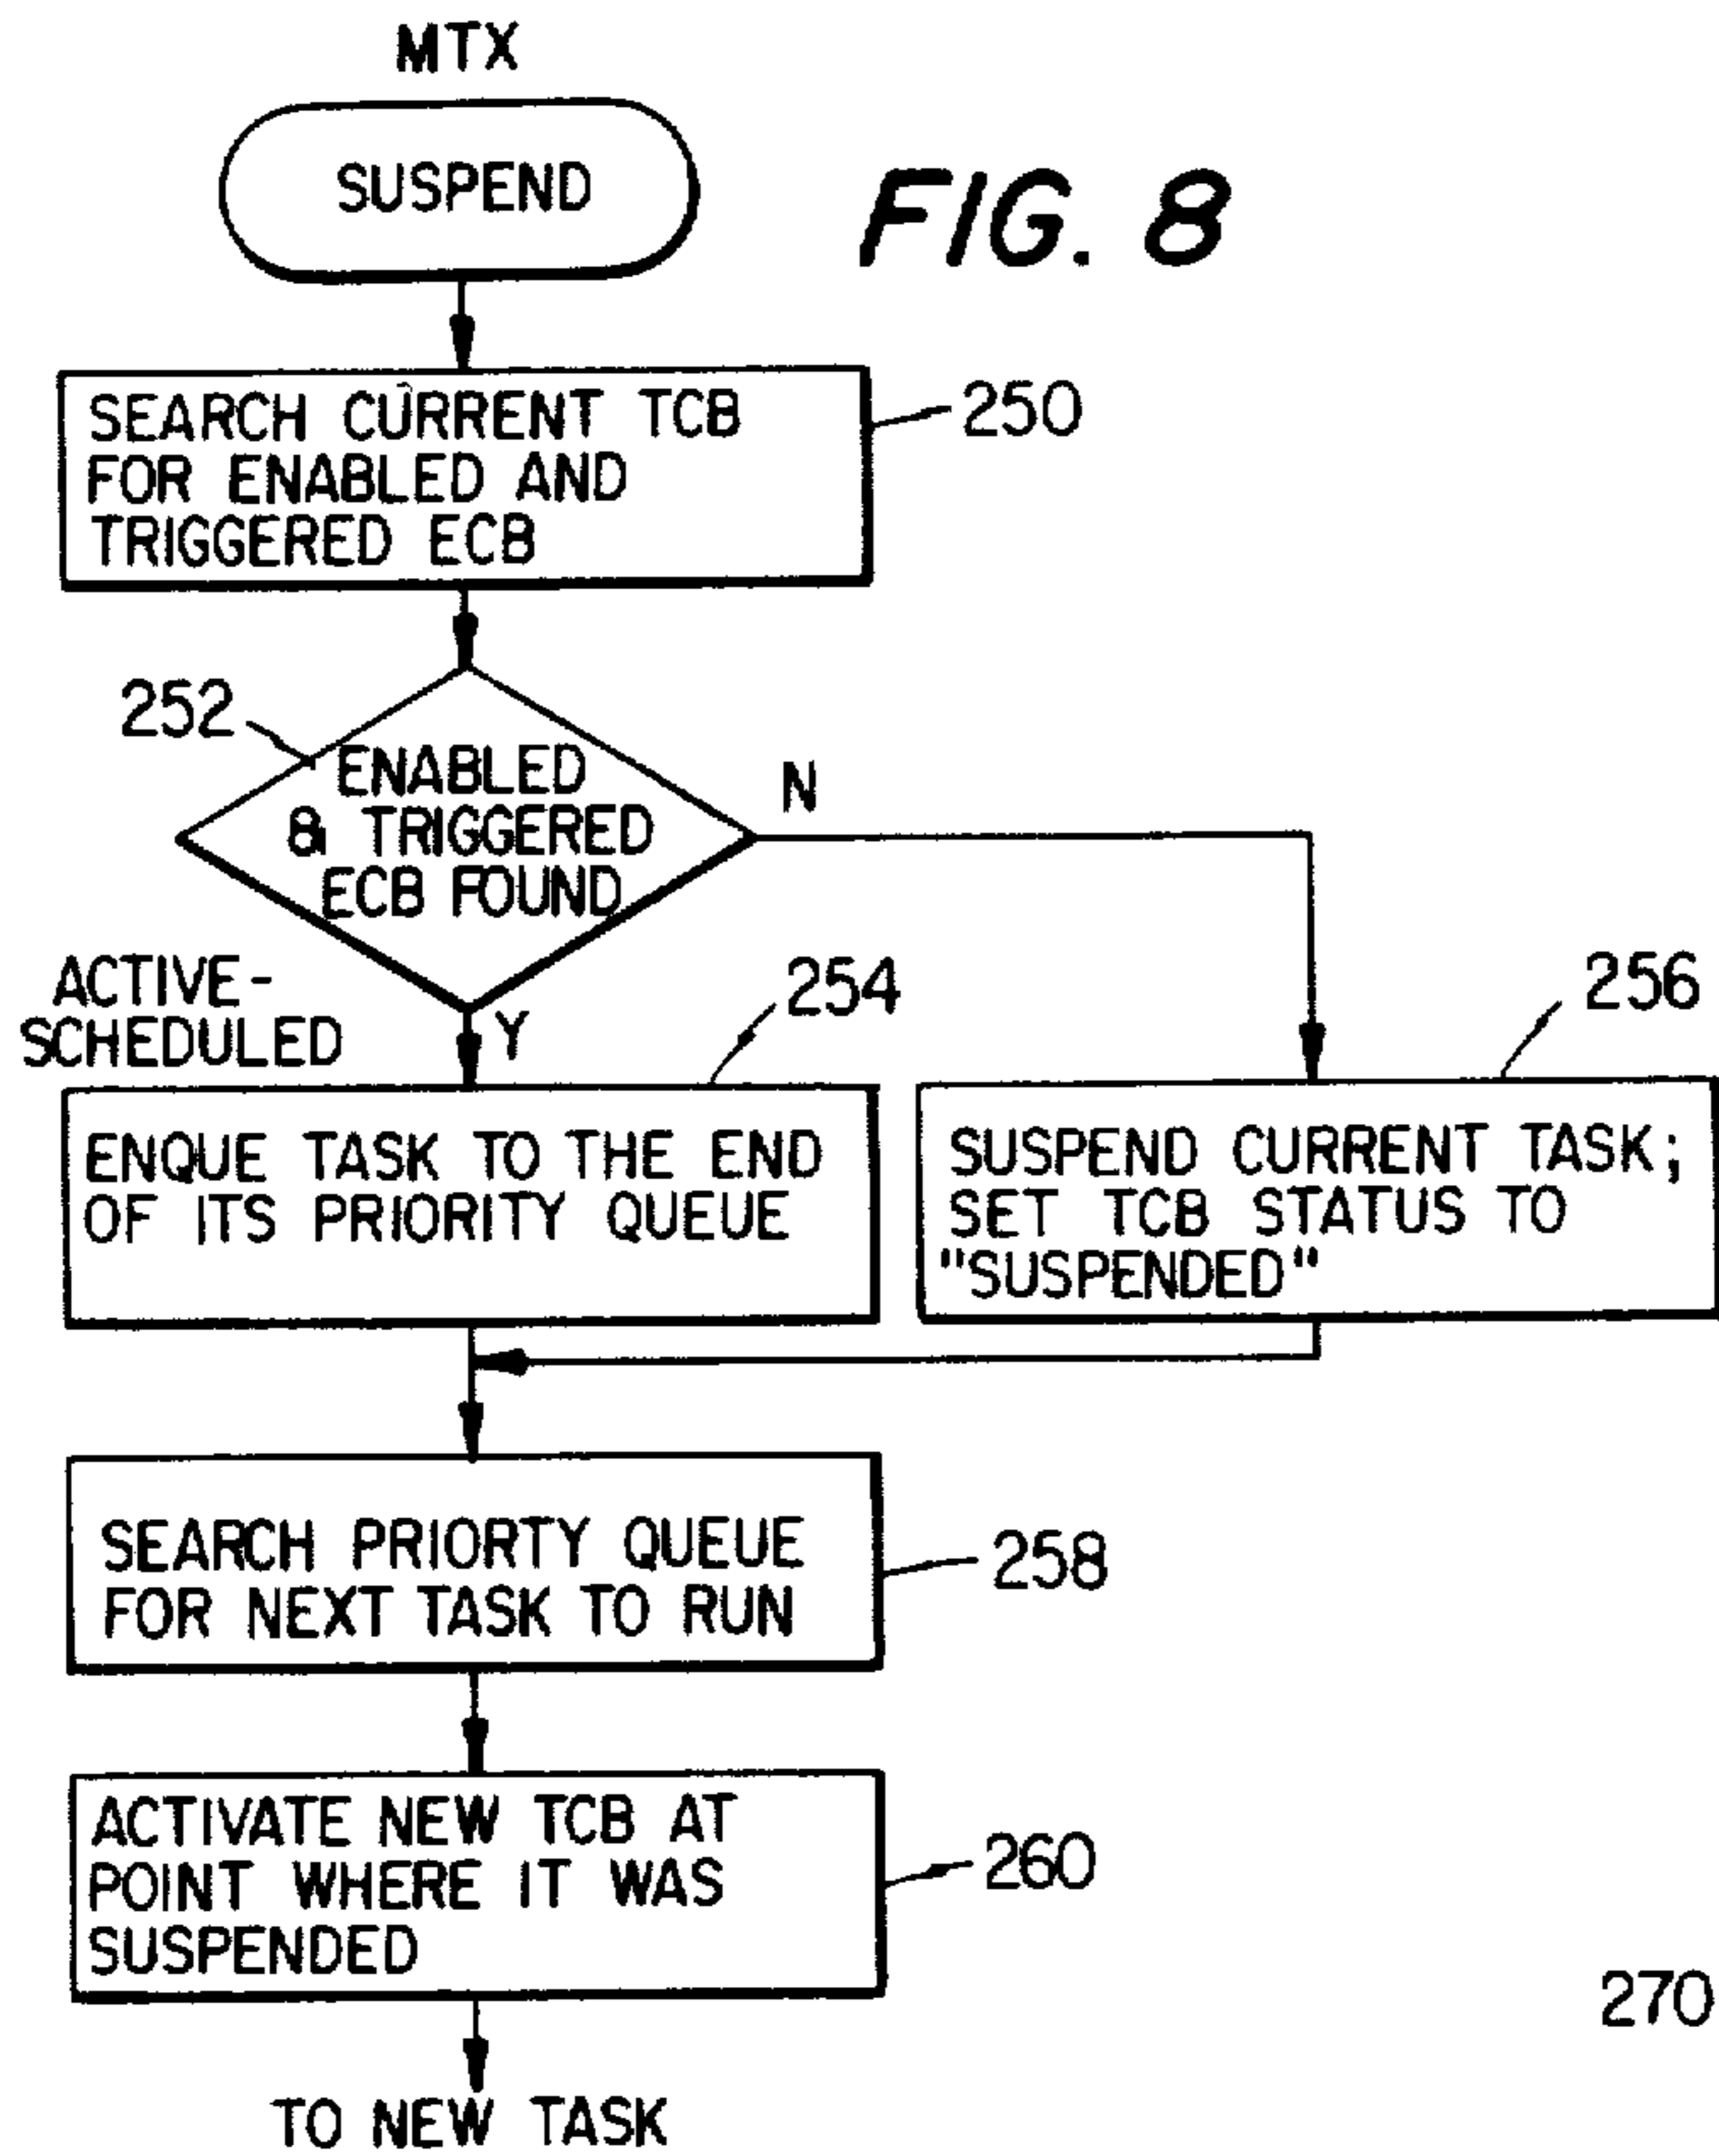 MTX
SUSPEND
FIG. 8
SEARCH CURRENT TCB
FOR ENABLED AND
TRIGGERED ECB
250
252
ENABLED
& TRIGGERED
ECB FOUND
N
ACTIVE-
SCHEDULED
Y
254
256
ENQUE TASK TO THE END
OF ITS PRIORITY QUEUE
SUSPEND CURRENT TASK;
SET TCB STATUS TO
"SUSPENDED"
SEARCH PRIORTY QUEUE
FOR NEXT TASK TO RUN
258
ACTIVATE NEW TCB AT
POINT WHERE IT WAS
SUSPENDED
260
270
TO NEW TASK